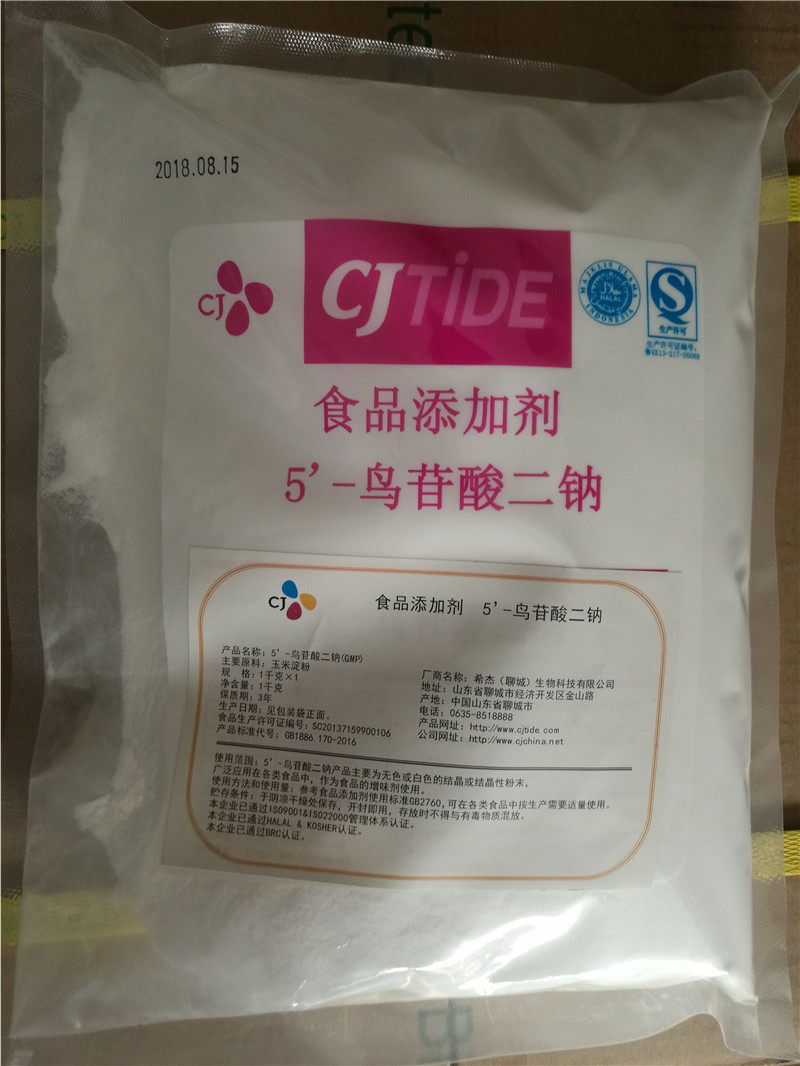 2018.08.15
CJ
CJTiDE
MAJELIS ULAMA
HALAL
INDONESIA
S
生产许可
生产许可证编号:
鲁XK13-217-00088
食品添加剂
5'-鸟苷酸二钠
CJ
食品添加剂 5'-鸟苷酸二钠
产品名称: 5'-鸟苷酸二钠(GMP)
主要原料: 玉米淀粉
规 格: 1千克×1
净含量: 1千克
保质期: 3年
生产日期: 见包装袋正面。
食品生产许可证编号: SC20137159900106
产品标准代号: GB1886.170-2016
厂商名称: 希杰（聊城）生物科技有限公司
地址: 山东省聊城市经济开发区金山路
产地: 中国山东省聊城市
电话: 0635-8518888
产品网址: http://www.cjtide.com
公司网址: http://www.cjchina.net
使用范围: 5'-鸟苷酸二钠产品主要为无色或白色的结晶或结晶性粉末,
广泛应用在各类食品中, 作为食品的增味剂使用。
使用方法和使用量: 参考食品添加剂使用标准GB2760, 可在各类食品中按生产需要适量使用。
贮存条件: 于阴凉干燥处保存, 开封即用, 存放时不得与有毒物质混放。
本企业已通过ISO9001&ISO22000管理体系认证。
本企业已通过HALAL & KOSHER认证。
本企业已通过BRC认证。